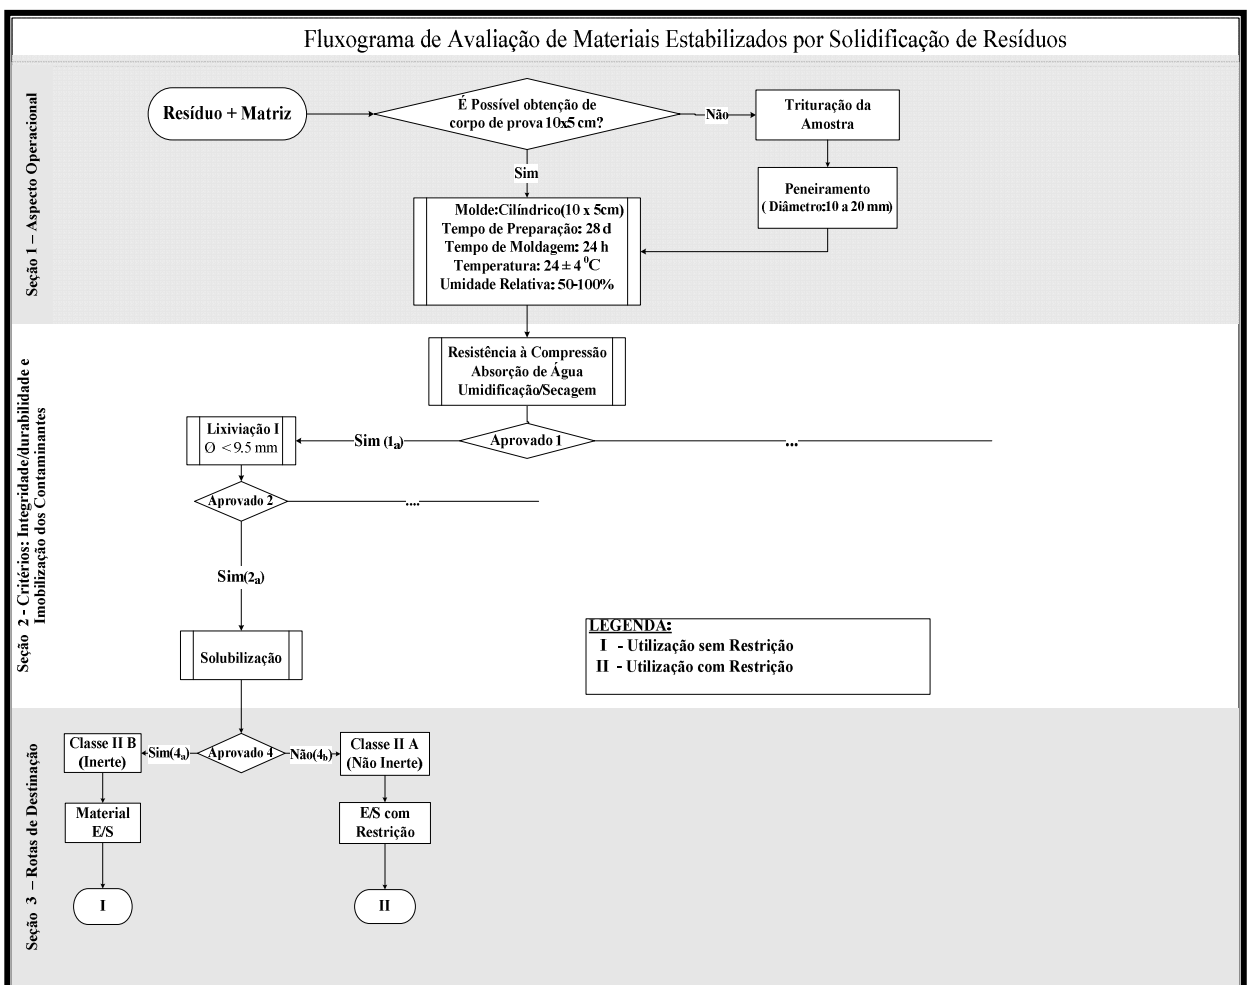 Fluxograma de Avaliação de Materiais Estabilizados por Solidificação de Resíduos
Seção 1 – Aspecto Operacional
Resíduo + Matriz
É Possível obtenção de
corpo de prova 10x5 cm?
Não
Trituração da
Amostra
Peneiramento
( Diâmetro:10 a 20 mm)
Sim
Molde:Cilíndrico(10 x 5cm)
Tempo de Preparação: 28 d
Tempo de Moldagem: 24 h
Temperatura: 24 ± 4 ⁰C
Umidade Relativa: 50-100%
Seção 2 - Critérios: Integridade/durabilidade e
Imobilização dos Contaminantes
Resistência à Compressão
Absorção de Água
Umidificação/Secagem
Aprovado 1
...
Sim (1ₐ)
Lixiviação I
Ø < 9.5 mm
Aprovado 2
....
Sim(2ₐ)
Solubilização
LEGENDA:
I - Utilização sem Restrição
II - Utilização com Restrição
Seção 3 – Rotas de Destinação
Aprovado 4
Sim(4ₐ)
Classe II B
(Inerte)
Material
E/S
I
Não(4b)
Classe II A
(Não Inerte)
E/S com
Restrição
II